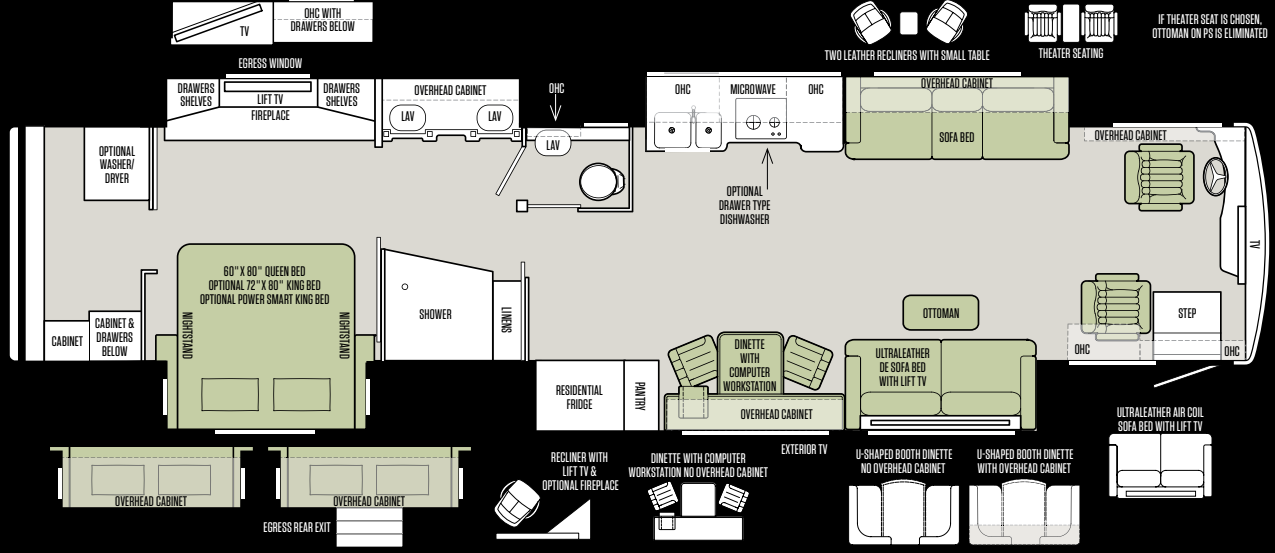 TV
OHC WITH
DRAWERS BELOW
TWO LEATHER RECLINERS WITH SMALL TABLE
THEATER SEATING
IF THEATER SEAT IS CHOSEN,
OTTOMAN ON PS IS ELIMINATED
EGRESS WINDOW
DRAWERS
SHELVES
LIFT TV
FIREPLACE
DRAWERS
SHELVES
OVERHEAD CABINET
LAV
LAV
OHC
LAV
OHC
MICROWAVE
OHC
OVERHEAD CABINET
SOFA BED
OVERHEAD CABINET
OPTIONAL
WASHER/
DRYER
OPTIONAL
DRAWER TYPE
DISHWASHER
TV
60" X 80" QUEEN BED
OPTIONAL 72" X 80" KING BED
OPTIONAL POWER SMART KING BED
NIGHTSTAND
NIGHTSTAND
CABINET
CABINET &
DRAWERS
BELOW
SHOWER
LINENS
OTTOMAN
STEP
OHC
OHC
DINETTE
WITH
COMPUTER
WORKSTATION
ULTRALEATHER
DE SOFA BED
WITH LIFT TV
RESIDENTIAL
FRIDGE
PANTRY
OVERHEAD CABINET
EXTERIOR TV
ULTRALEATHER AIR COIL
SOFA BED WITH LIFT TV
OVERHEAD CABINET
OVERHEAD CABINET
EGRESS REAR EXIT
RECLINER WITH
LIFT TV &
OPTIONAL FIREPLACE
DINETTE WITH COMPUTER
WORKSTATION NO OVERHEAD CABINET
U-SHAPED BOOTH DINETTE
NO OVERHEAD CABINET
U-SHAPED BOOTH DINETTE
WITH OVERHEAD CABINET